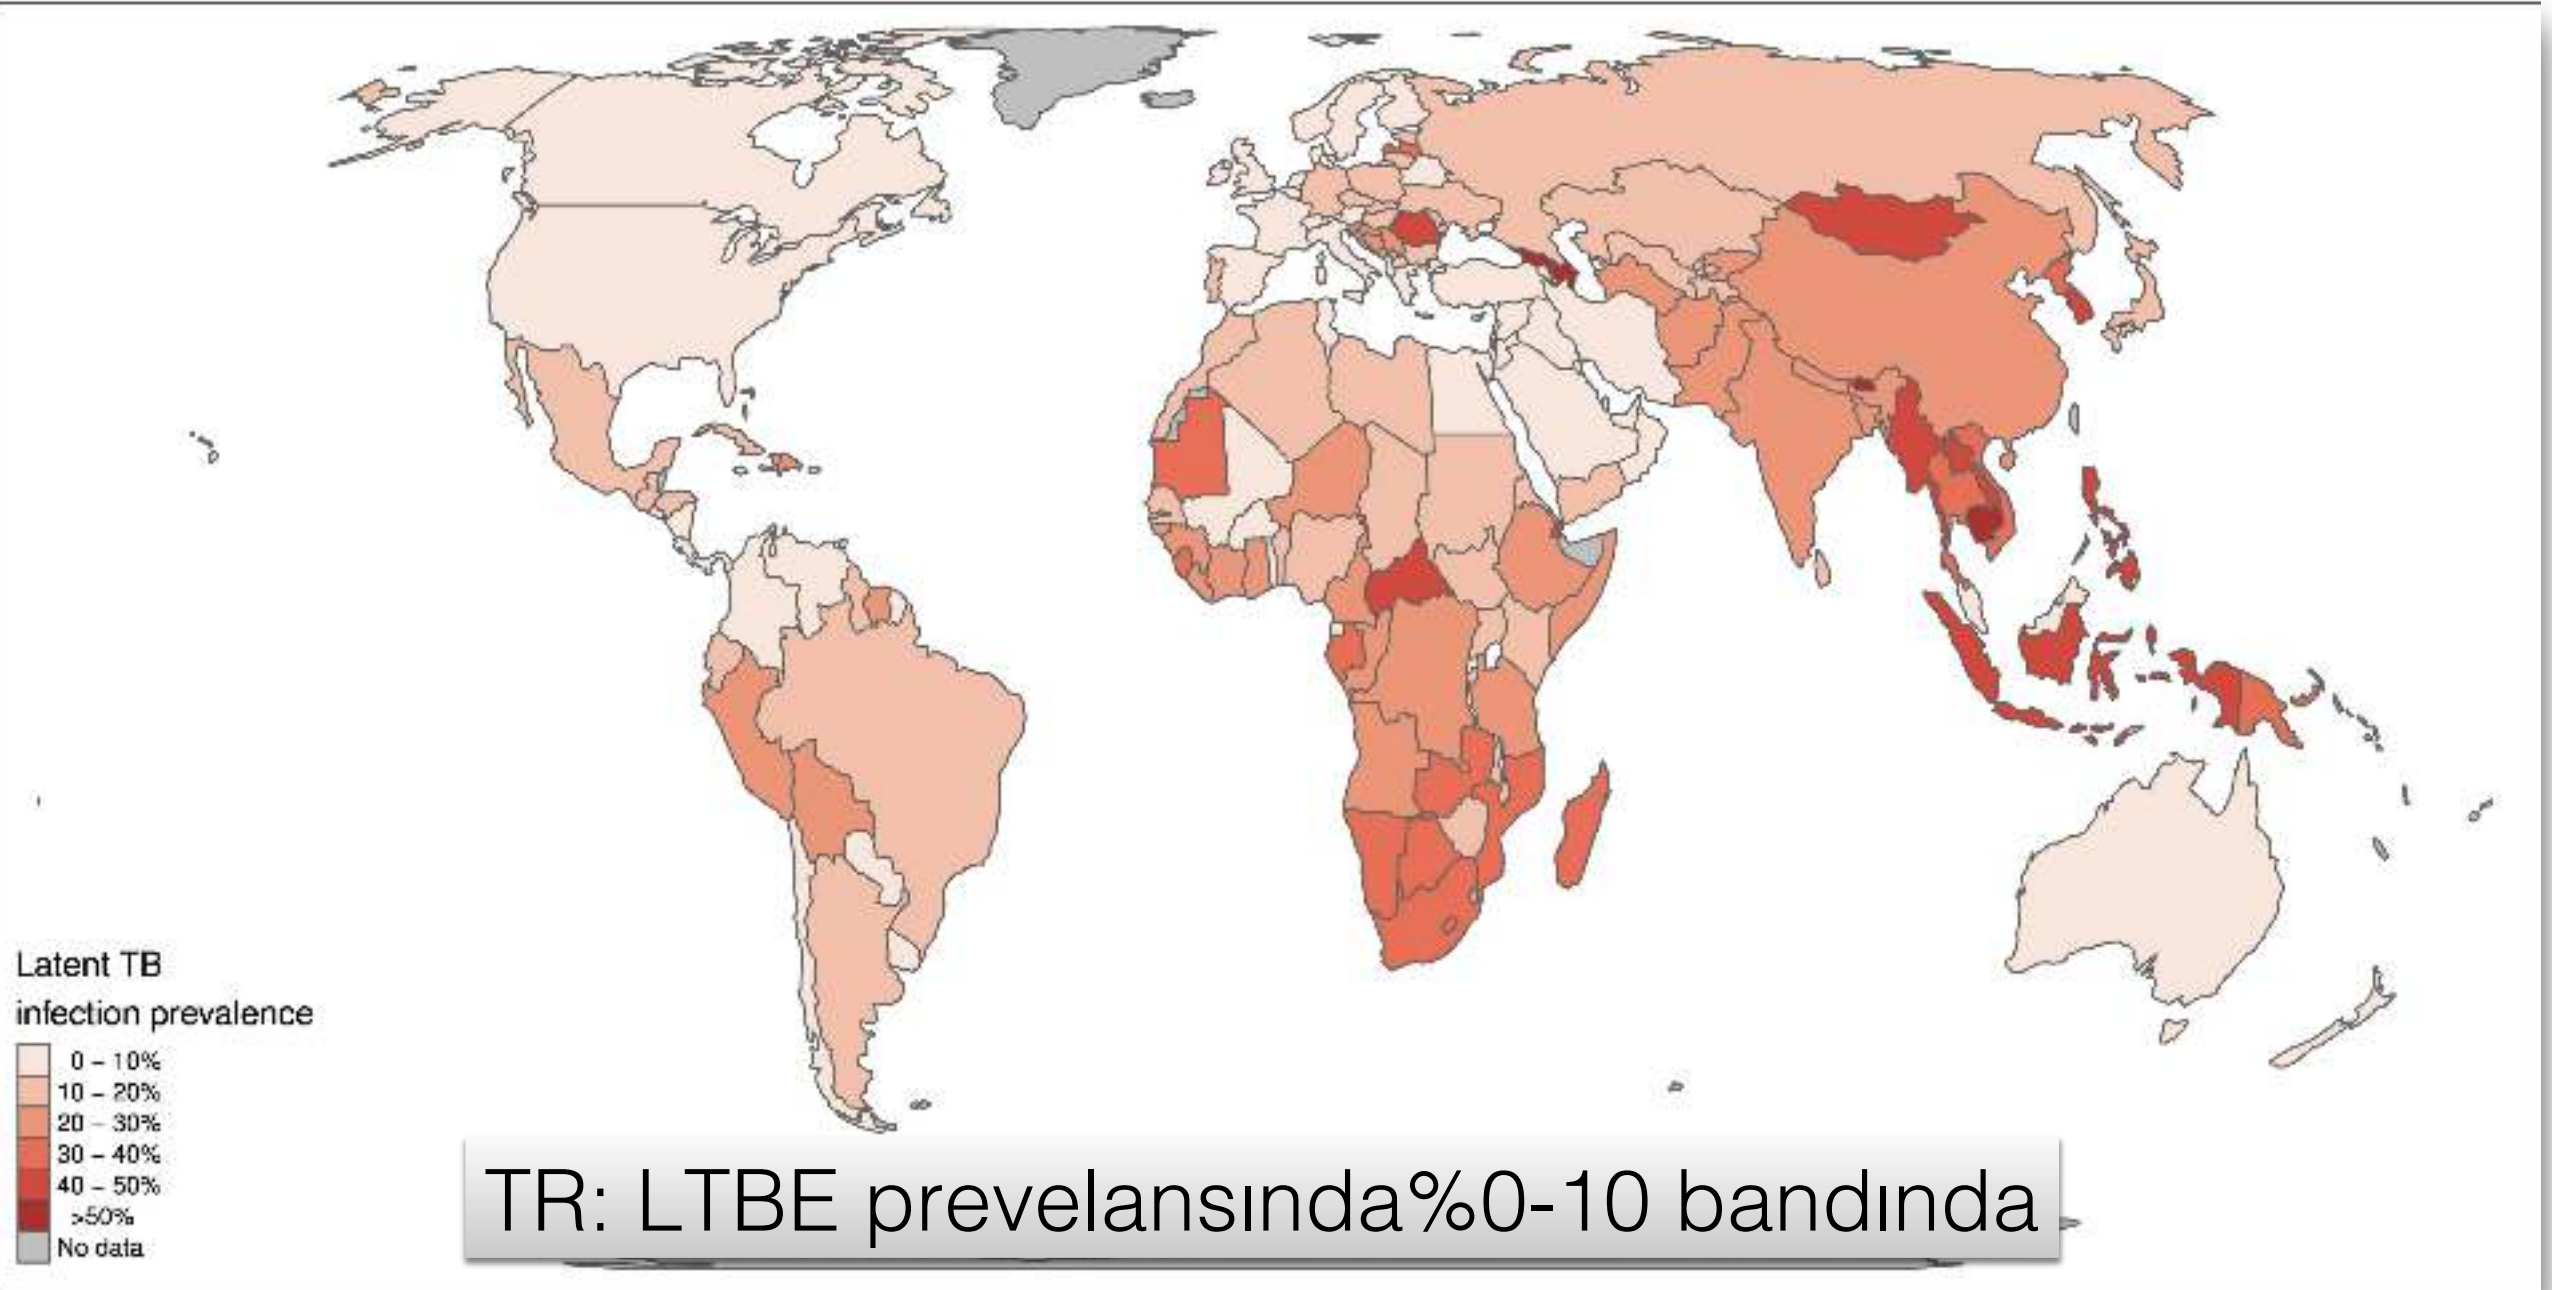 Latent TB
infection prevalence
0 – 10%
10 – 20%
20 – 30%
30 – 40%
40 – 50%
>50%
No data
TR: LTBE prevelansında%0-10 bandında